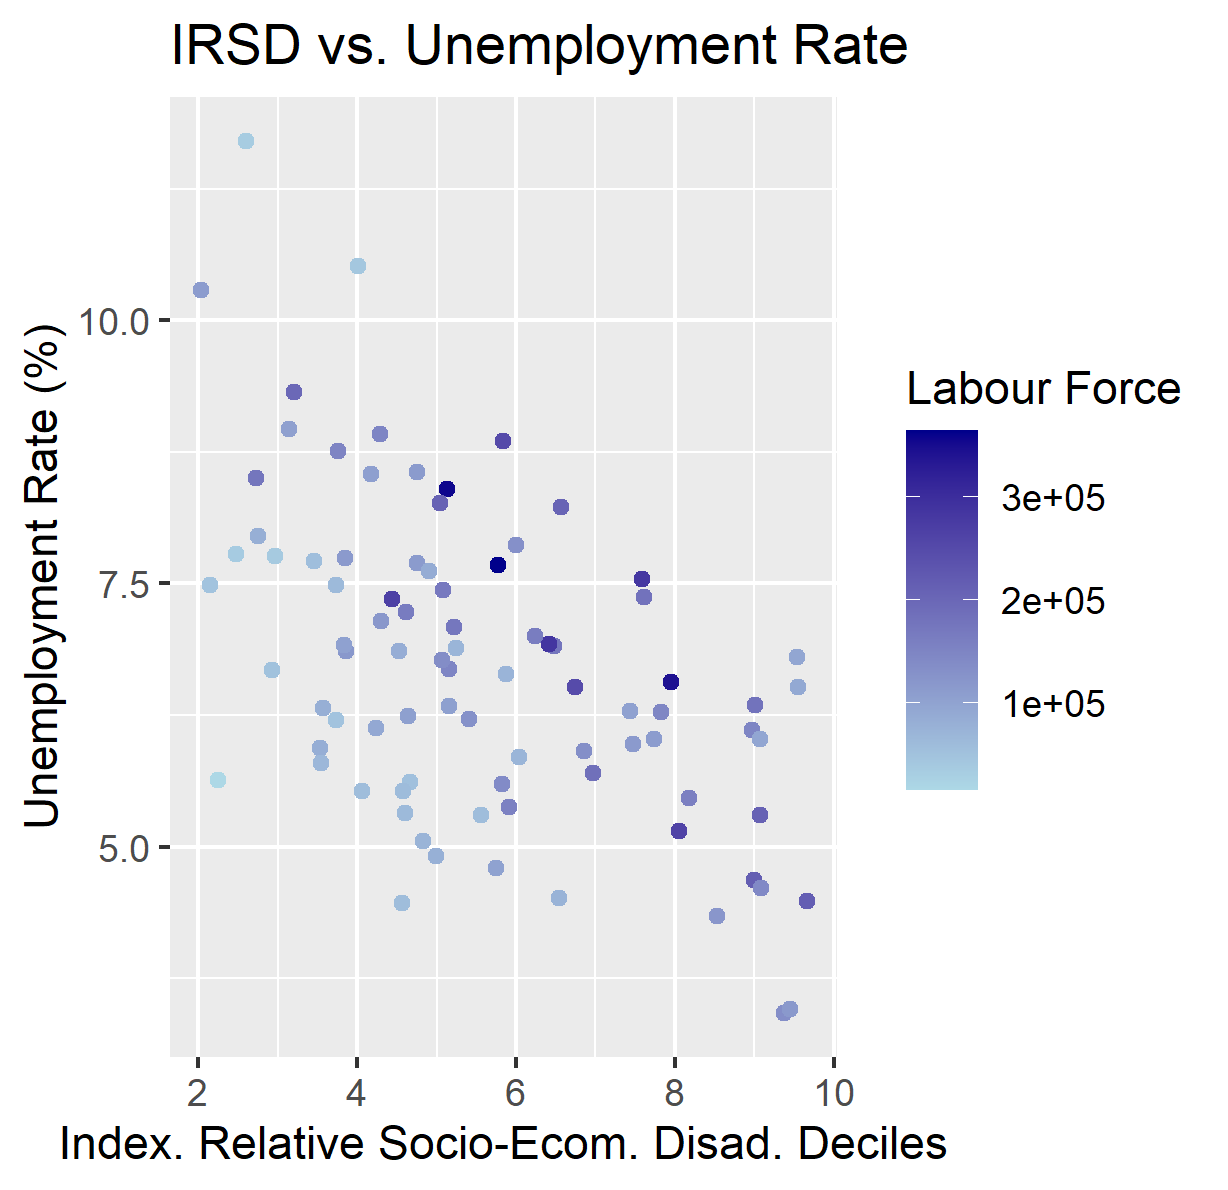 IRSD vs. Unemployment Rate
Unemployment Rate (%)
10.0
7.5
5.0
2 4 6 8 10
Index. Relative Socio-Ecom. Disad. Deciles
Labour Force
3e+05
2e+05
1e+05